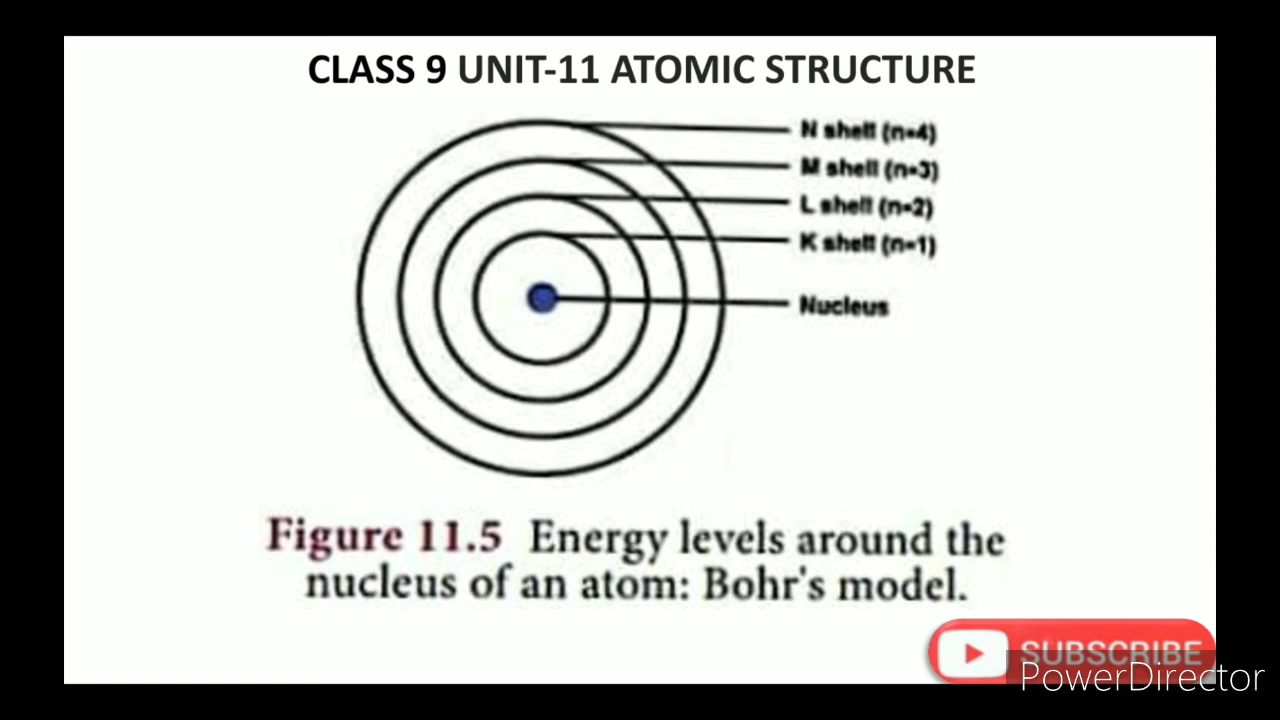 CLASS 9 UNIT-11 ATOMIC STRUCTURE
N shell (n=4)
M shell (n=3)
L shell (n=2)
K shell (n=1)
Nucleus
Figure 11.5 Energy levels around the
nucleus of an atom: Bohr's model.
SUBSCRIBE
PowerDirector